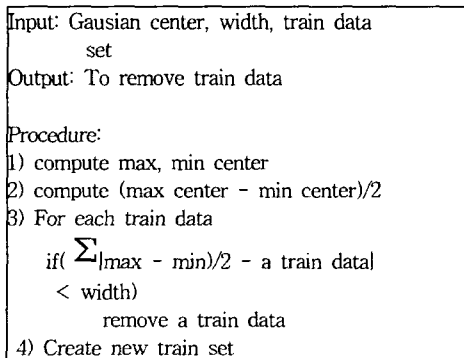 Input: Gausian center, width, train data
set
Output: To remove train data
Procedure:
1) compute max, min center
2) compute (max center - min center)/2
3) For each train data
if( Σ|max - min)/2 - a train data|
< width)
remove a train data
4) Create new train set